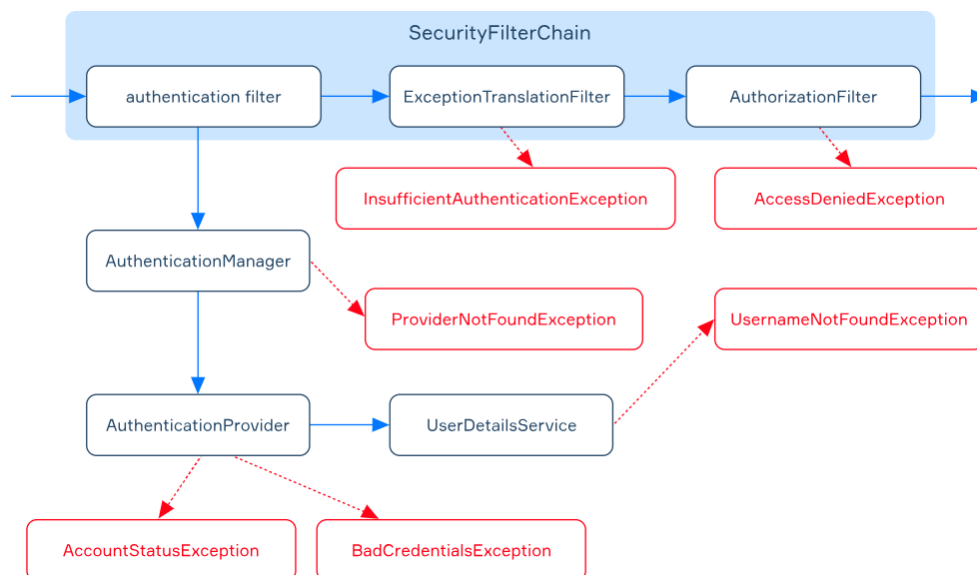 SecurityFilterChain
authentication filter
ExceptionTranslationFilter
AuthorizationFilter
InsufficientAuthenticationException
AccessDeniedException
AuthenticationManager
ProviderNotFoundException
UsernameNotFoundException
AuthenticationProvider
UserDetailsService
AccountStatusException
BadCredentialsException